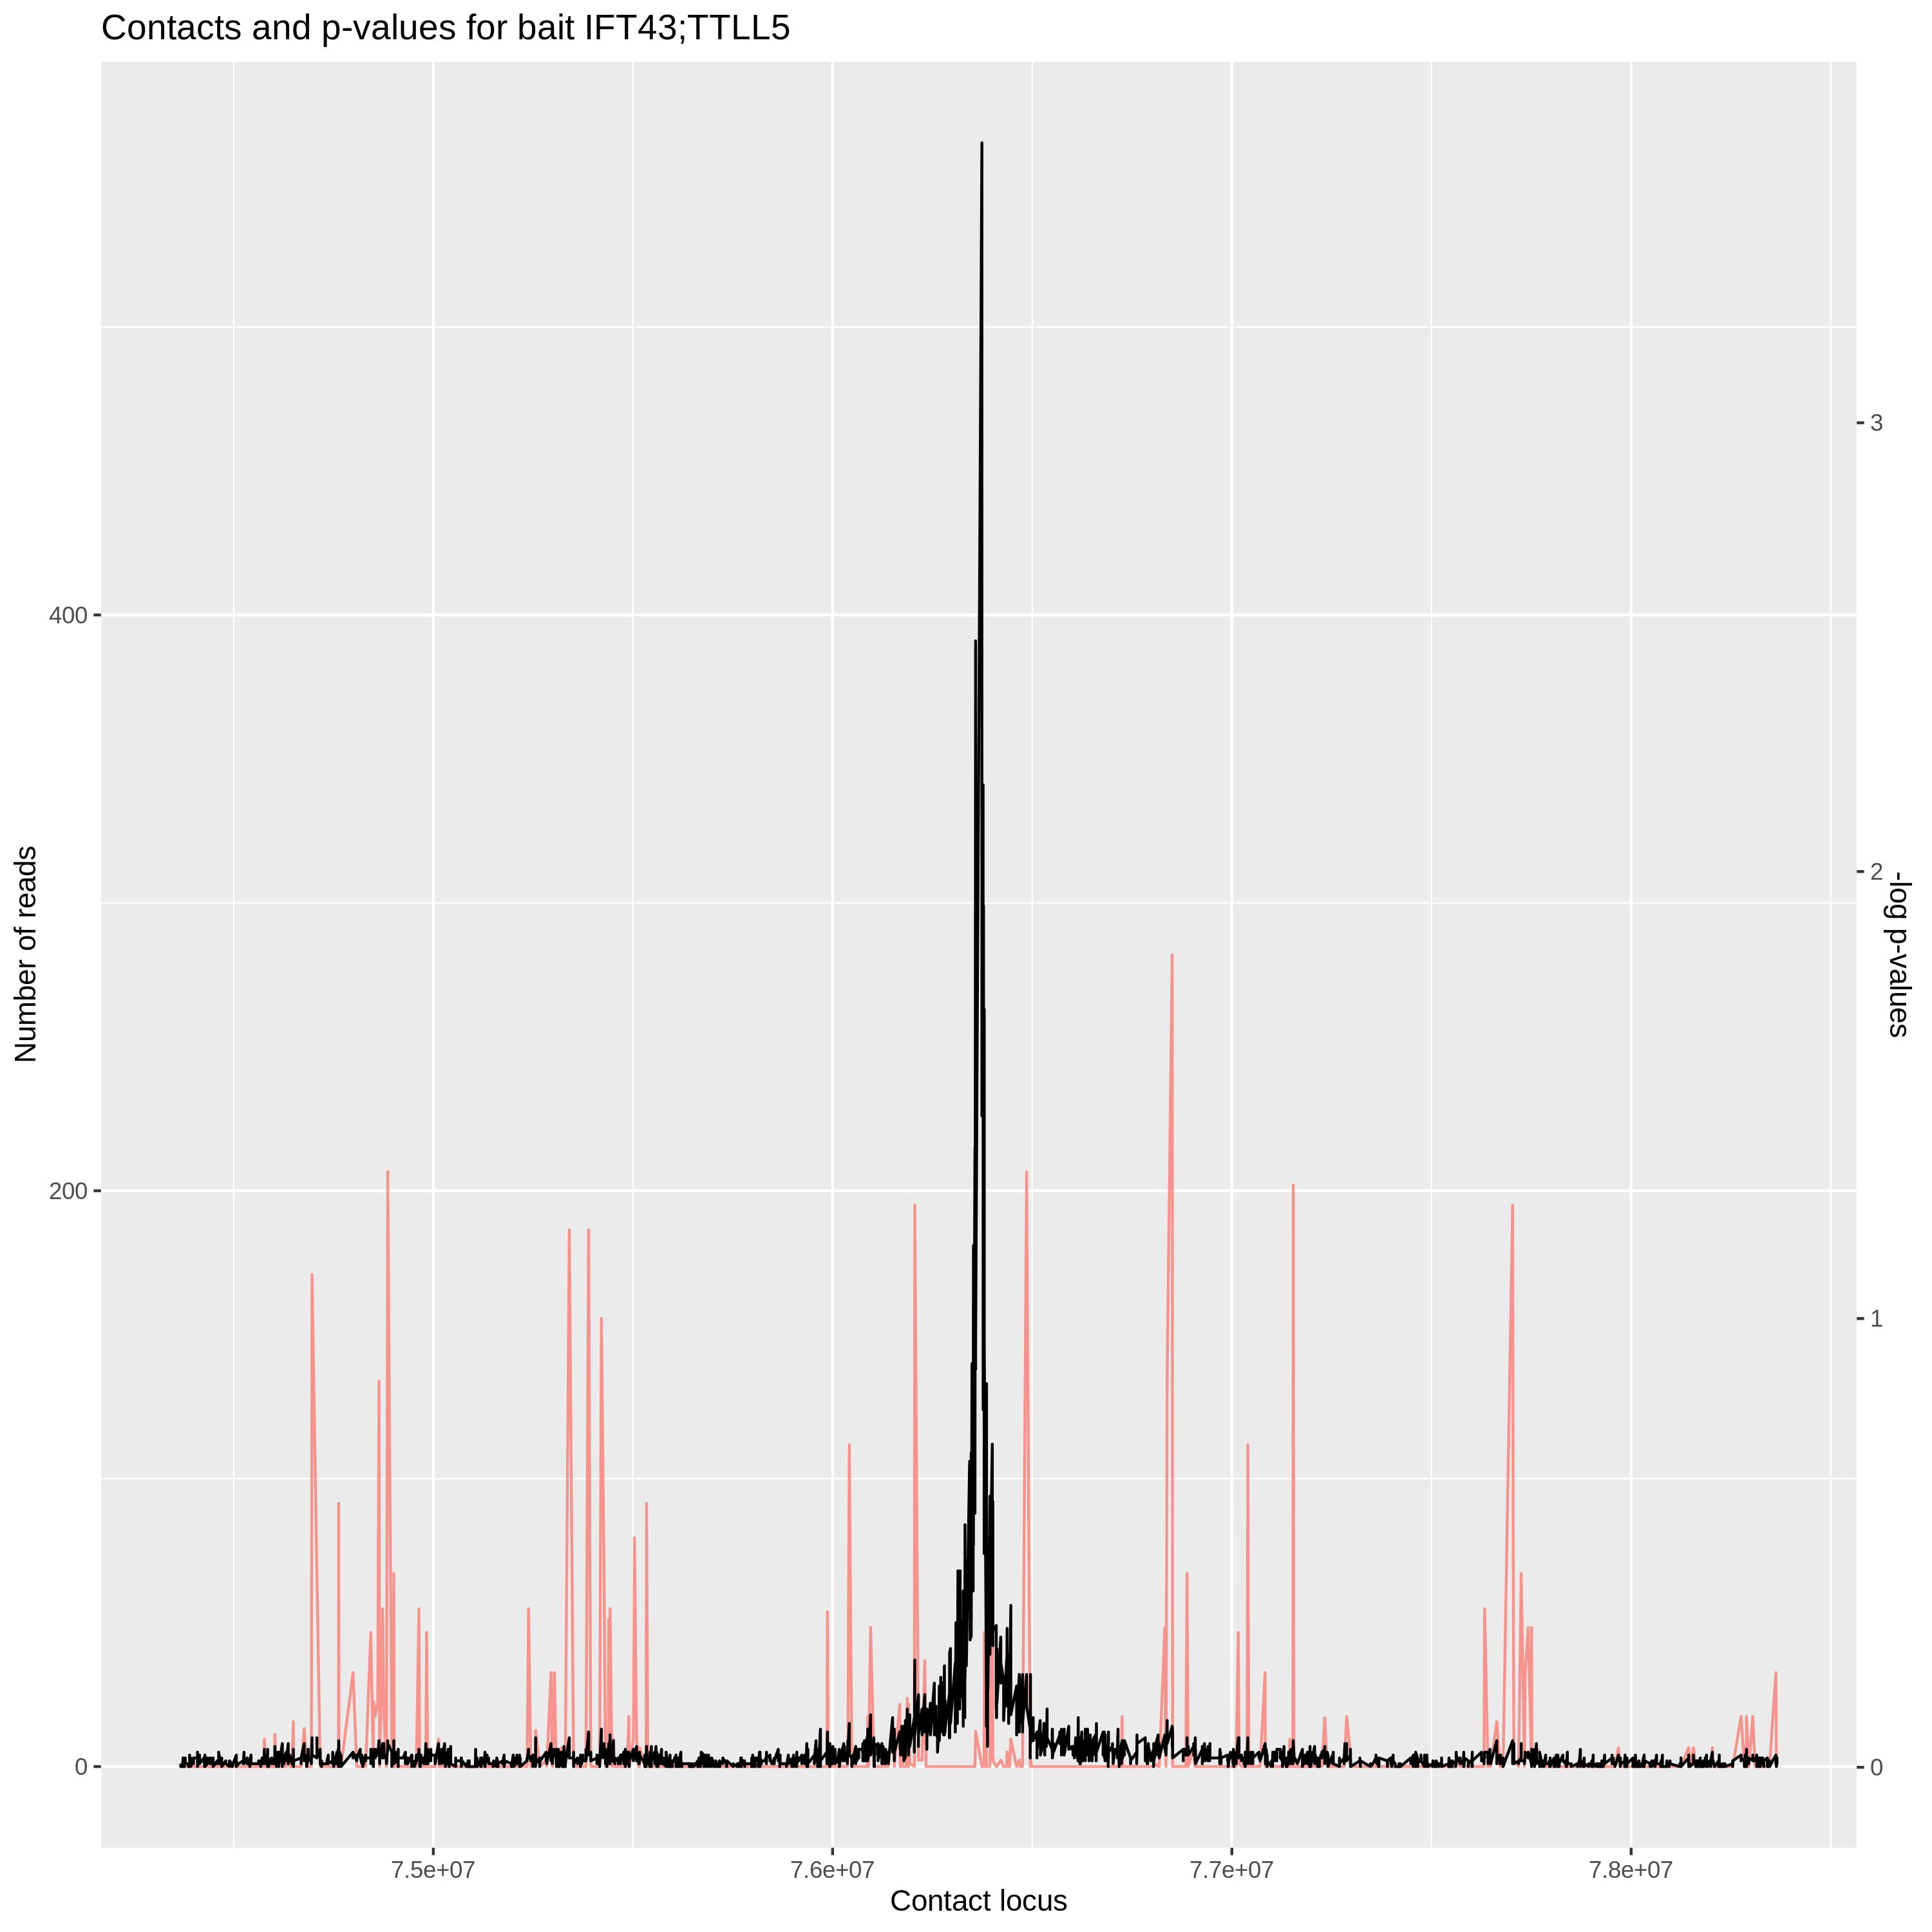 Contacts and p-values for bait IFT43;TTLL5
Number of reads
400
200
0
3
2
1
0
-log p-values
7.5e+07
7.6e+07
7.7e+07
7.8e+07
Contact locus